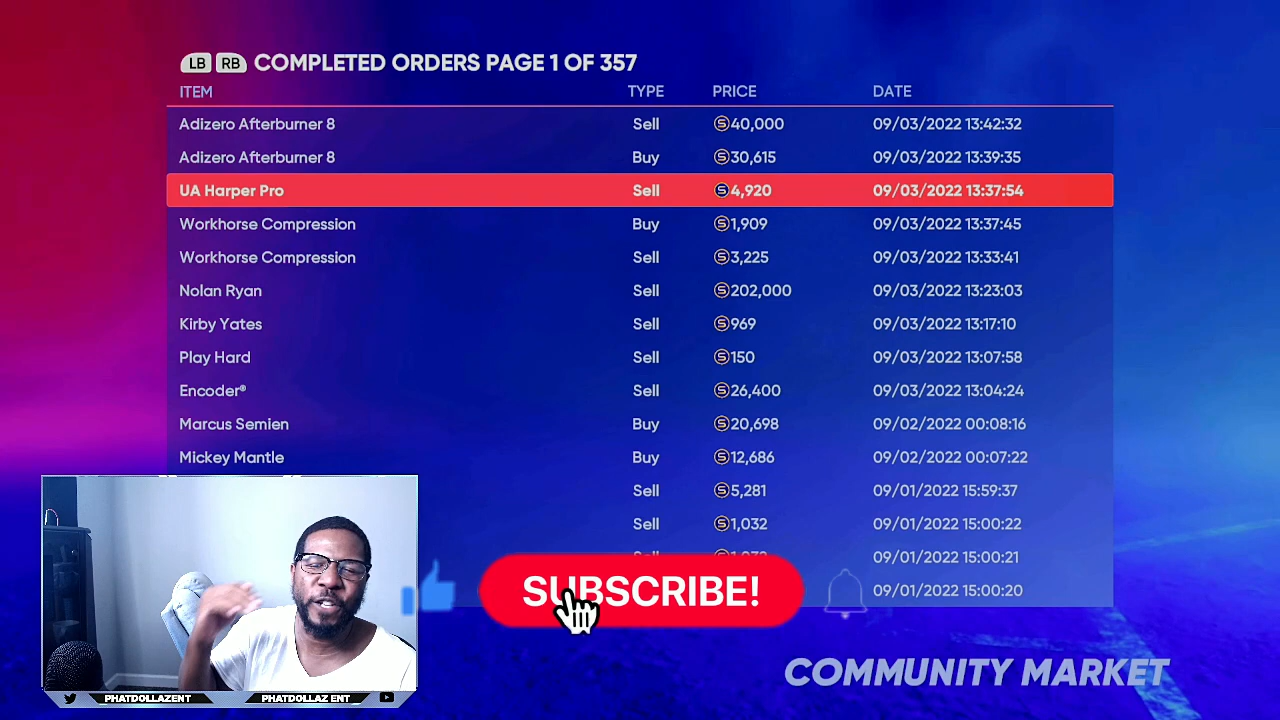 LB RB COMPLETED ORDERS PAGE 1 OF 357
ITEM TYPE PRICE DATE
Adizero Afterburner 8 Sell 40,000 09/03/2022 13:42:32
Adizero Afterburner 8 Buy 30,615 09/03/2022 13:39:35
UA Harper Pro Sell 4,920 09/03/2022 13:37:54
Workhorse Compression Buy 1,909 09/03/2022 13:37:45
Workhorse Compression Sell 3,225 09/03/2022 13:33:41
Nolan Ryan Sell 202,000 09/03/2022 13:23:03
Kirby Yates Sell 969 09/03/2022 13:17:10
Play Hard Sell 150 09/03/2022 13:07:58
Encoder® Sell 26,400 09/03/2022 13:04:24
Marcus Semien Buy 20,698 09/02/2022 00:08:16
Mickey Mantle Buy 12,686 09/02/2022 00:07:22
Sell 5,281 09/01/2022 15:59:37
Sell 1,032 09/01/2022 15:00:22
09/01/2022 15:00:21
09/01/2022 15:00:20
SUBSCRIBE!
COMMUNITY MARKET
PHATDOLLAZENT PHATDOLLAZ ENT